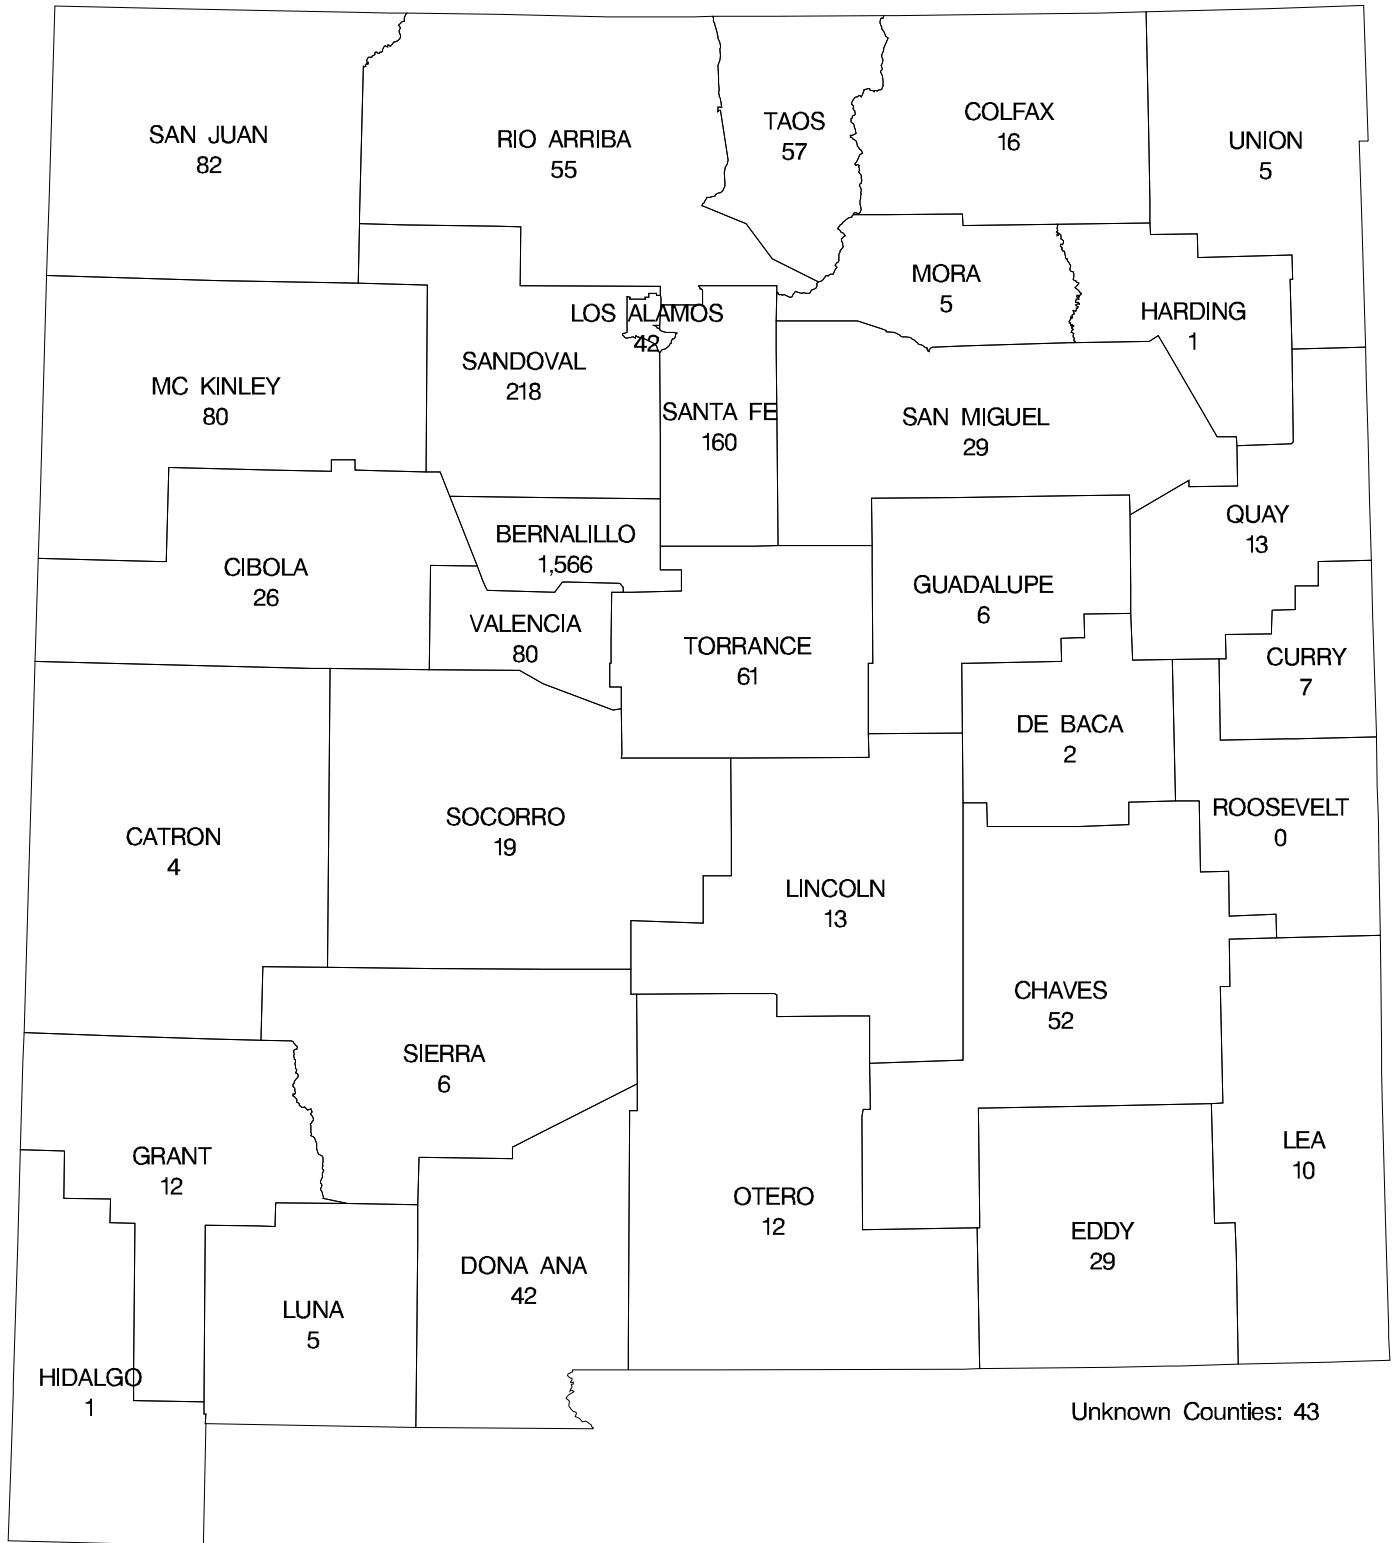 COLFAX
16
TAOS
57
SAN JUAN
82
RIO ARRIBA
55
UNION
5
MORA
5
LOS ALAMOS
42
HARDING
1
SANDOVAL
218
MC KINLEY
80
SANTA FE
160
SAN MIGUEL
29
QUAY
13
BERNALILLO
1,566
CIBOLA
26
GUADALUPE
6
VALENCIA
80
TORRANCE
61
CURRY
7
DE BACA
2
ROOSEVELT
0
SOCORRO
19
CATRON
4
LINCOLN
13
CHAVES
52
SIERRA
6
LEA
10
GRANT
12
OTERO
12
EDDY
29
DONA ANA
42
LUNA
5
HIDALGO
1
Unknown Counties: 43